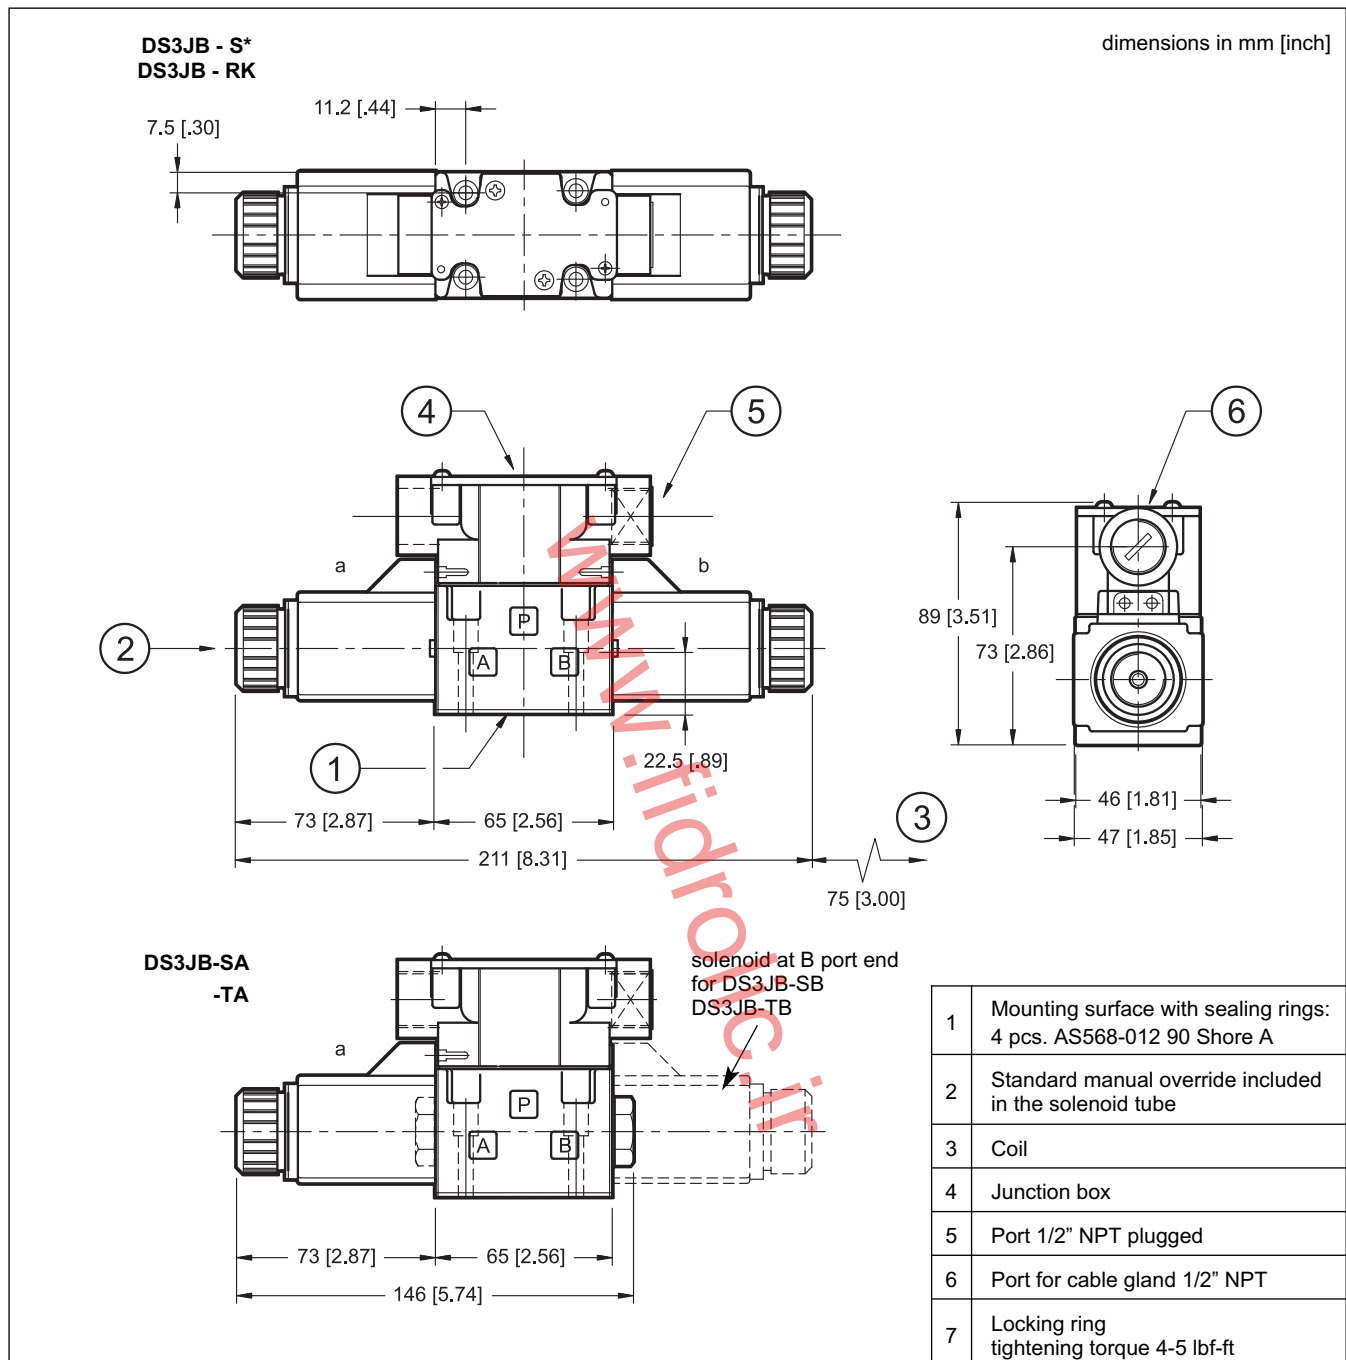 DS3JB - S*
DS3JB - RK
dimensions in mm [inch]
11.2 [.44]
7.5 [.30]
4
5
6
a
b
P
A
B
2
89 [3.51]
73 [2.86]
1
22.5 [.89]
3
73 [2.87]
65 [2.56]
46 [1.81]
47 [1.85]
211 [8.31]
75 [3.00]
www.fidrolic.ir
DS3JB-SA
-TA
solenoid at B port end
for DS3JB-SB
DS3JB-TB
a
P
A
B
73 [2.87]
65 [2.56]
146 [5.74]
1 Mounting surface with sealing rings:
4 pcs. AS568-012 90 Shore A
2 Standard manual override included
in the solenoid tube
3 Coil
4 Junction box
5 Port 1/2” NPT plugged
6 Port for cable gland 1/2” NPT
7 Locking ring
tightening torque 4-5 lbf-ft